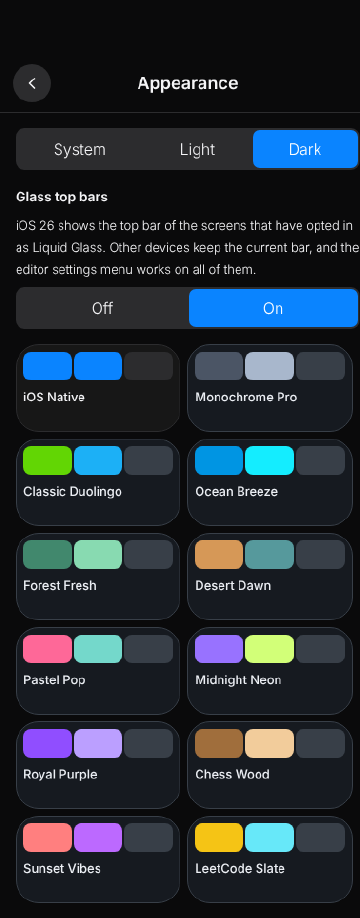 Appearance
System Light Dark
Glass top bars
iOS 26 shows the top bar of the screens that have opted in
as Liquid Glass. Other devices keep the current bar, and the
editor settings menu works on all of them.
Off On
iOS Native Monochrome Pro
Classic Duolingo Ocean Breeze
Forest Fresh Desert Dawn
Pastel Pop Midnight Neon
Royal Purple Chess Wood
Sunset Vibes LeetCode Slate